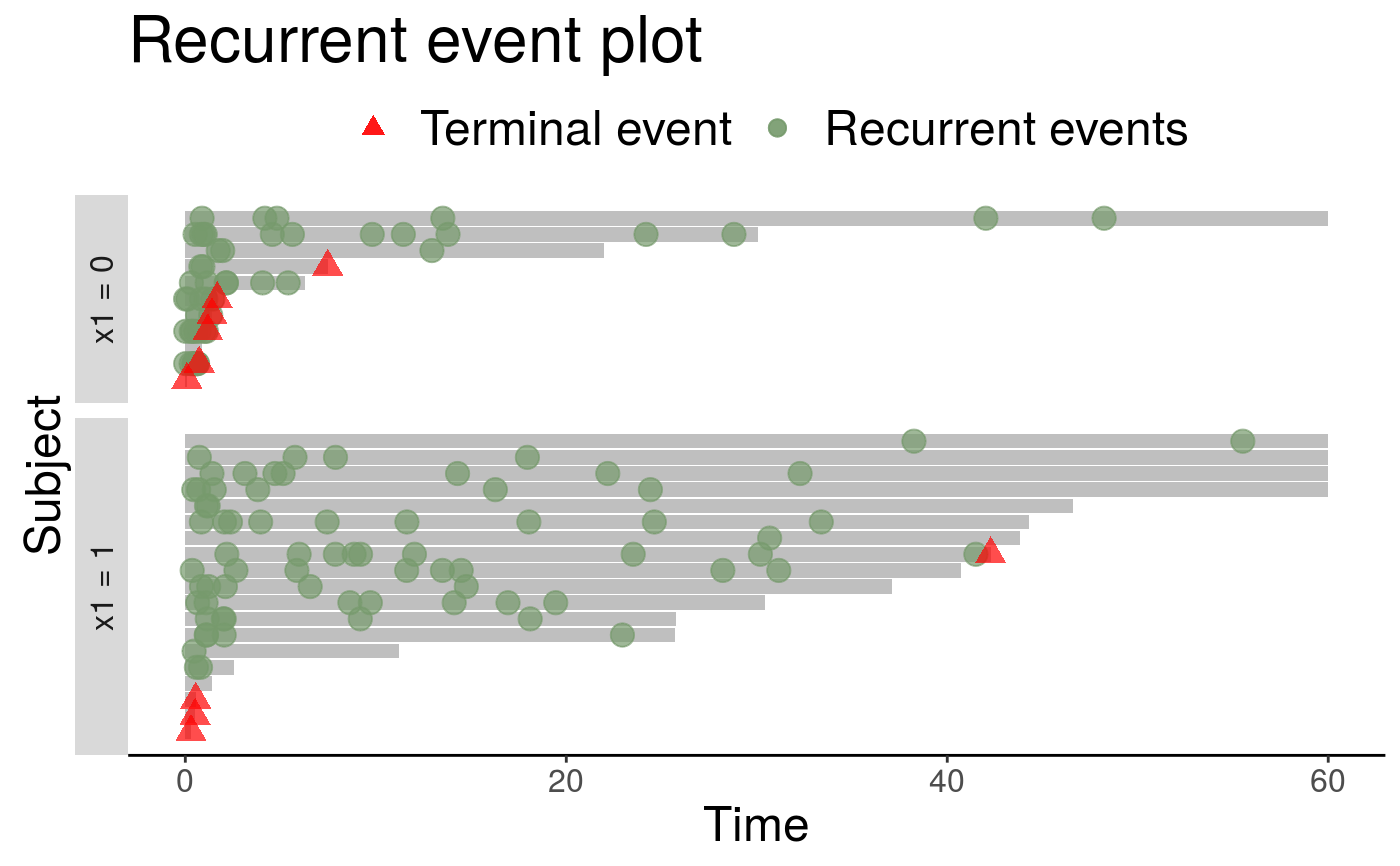 Recurrent event plot
Terminal event Recurrent events
x1 = 0
x1 = 1
Subject
0 20 40 60
Time